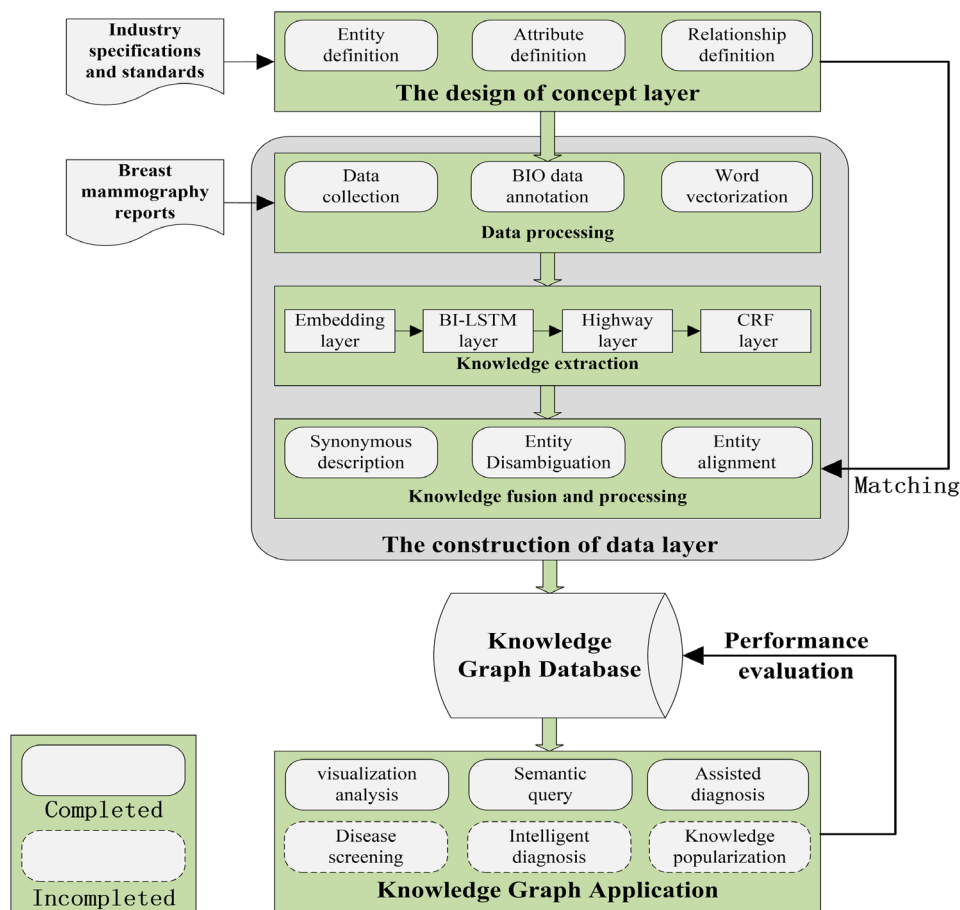 Industry
specifications
and standards
Entity
definition
Attribute
definition
Relationship
definition
The design of concept layer
Breast
mammography
reports
Data
collection
BIO data
annotation
Word
vectorization
Data processing
Embedding
layer
BI-LSTM
layer
Highway
layer
CRF
layer
Knowledge extraction
Synonymous
description
Entity
Disambiguation
Entity
alignment
Knowledge fusion and processing
Matching
The construction of data layer
Knowledge
Graph Database
Performance
evaluation
visualization
analysis
Semantic
query
Assisted
diagnosis
Disease
screening
Intelligent
diagnosis
Knowledge
popularization
Knowledge Graph Application
Completed
Incompleted